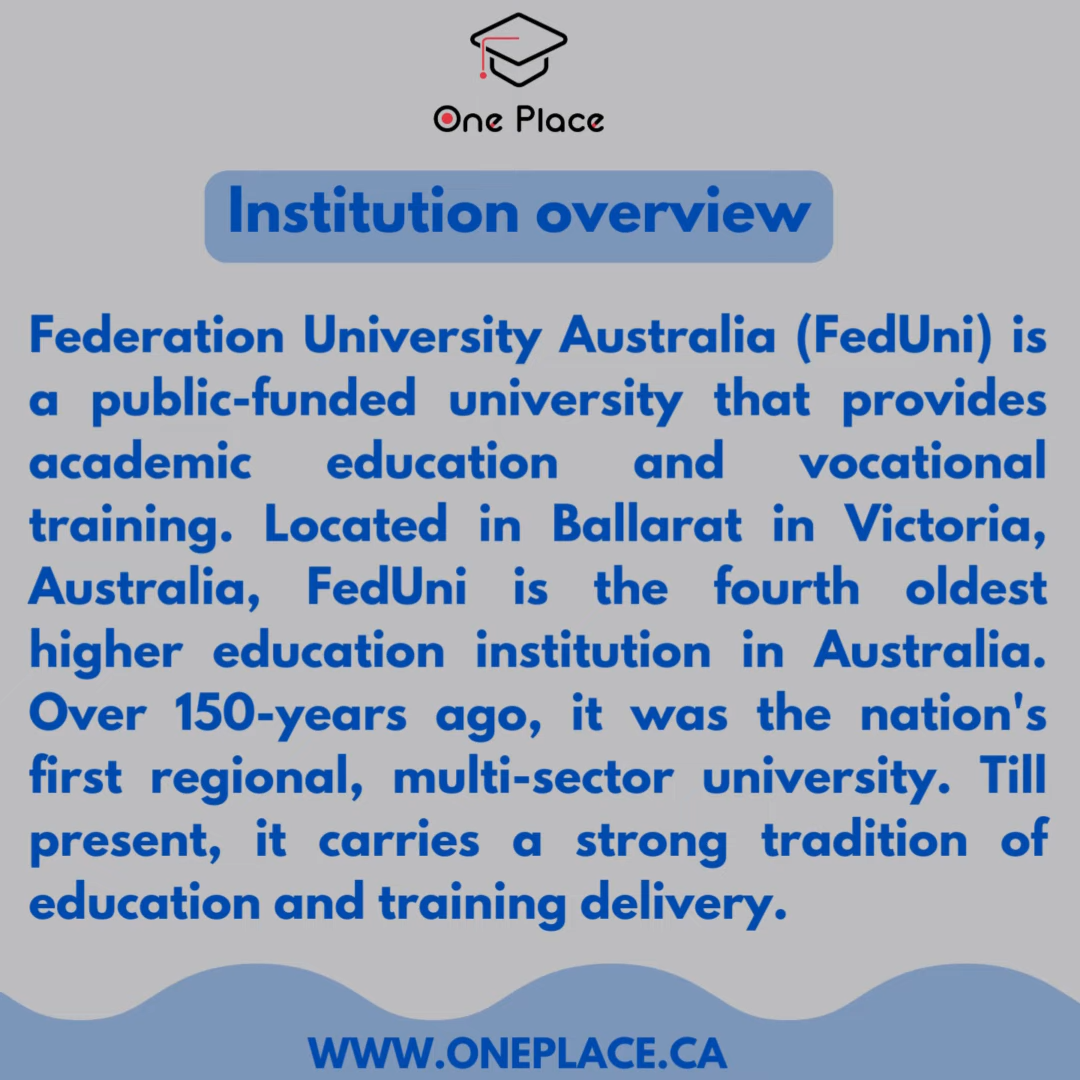 One Place
Institution overview
Federation University Australia (FedUni) is
a public-funded university that provides
academic education and vocational
training. Located in Ballarat in Victoria,
Australia, FedUni is the fourth oldest
higher education institution in Australia.
Over 150-years ago, it was the nation's
first regional, multi-sector university. Till
present, it carries a strong tradition of
education and training delivery.
WWW.ONEPLACE.CA